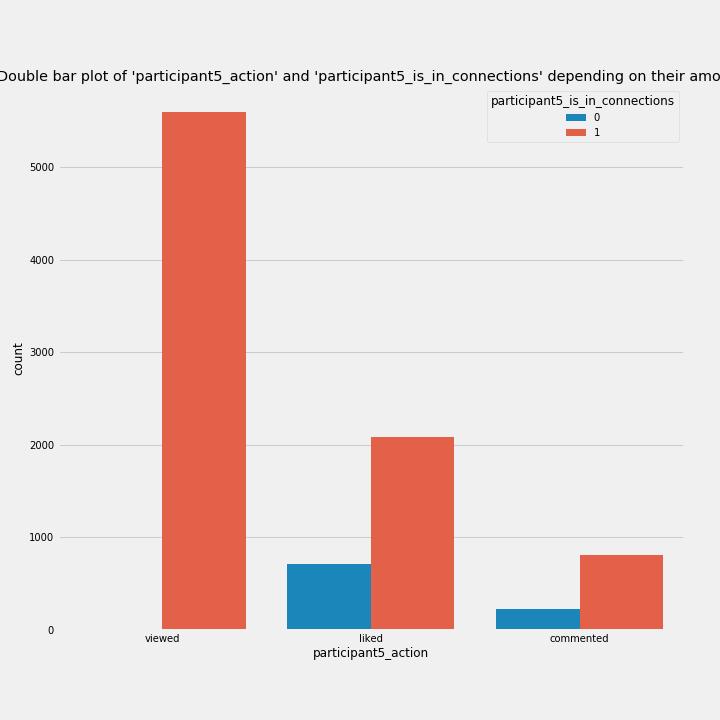 Double bar plot of 'participant5_action' and 'participant5_is_in_connections' depending on their amo
participant5_is_in_connections
0
1
5000
4000
3000
2000
1000
0
count
viewed liked commented
participant5_action